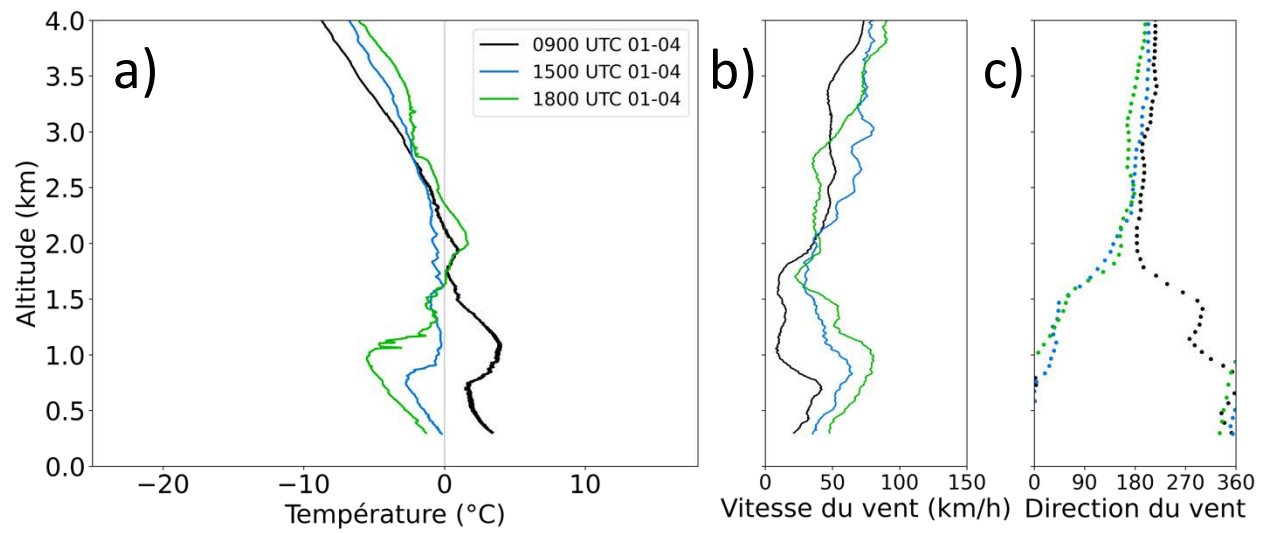 a)
0900 UTC 01-04
1500 UTC 01-04
1800 UTC 01-04
Altitude (km)
4.0
3.5
3.0
2.5
2.0
1.5
1.0
0.5
0.0
−20 −10 0 10
Température (°C)
b)
0 50 100 150
Vitesse du vent (km/h)
c)
0 90 180 270 360
Direction du vent